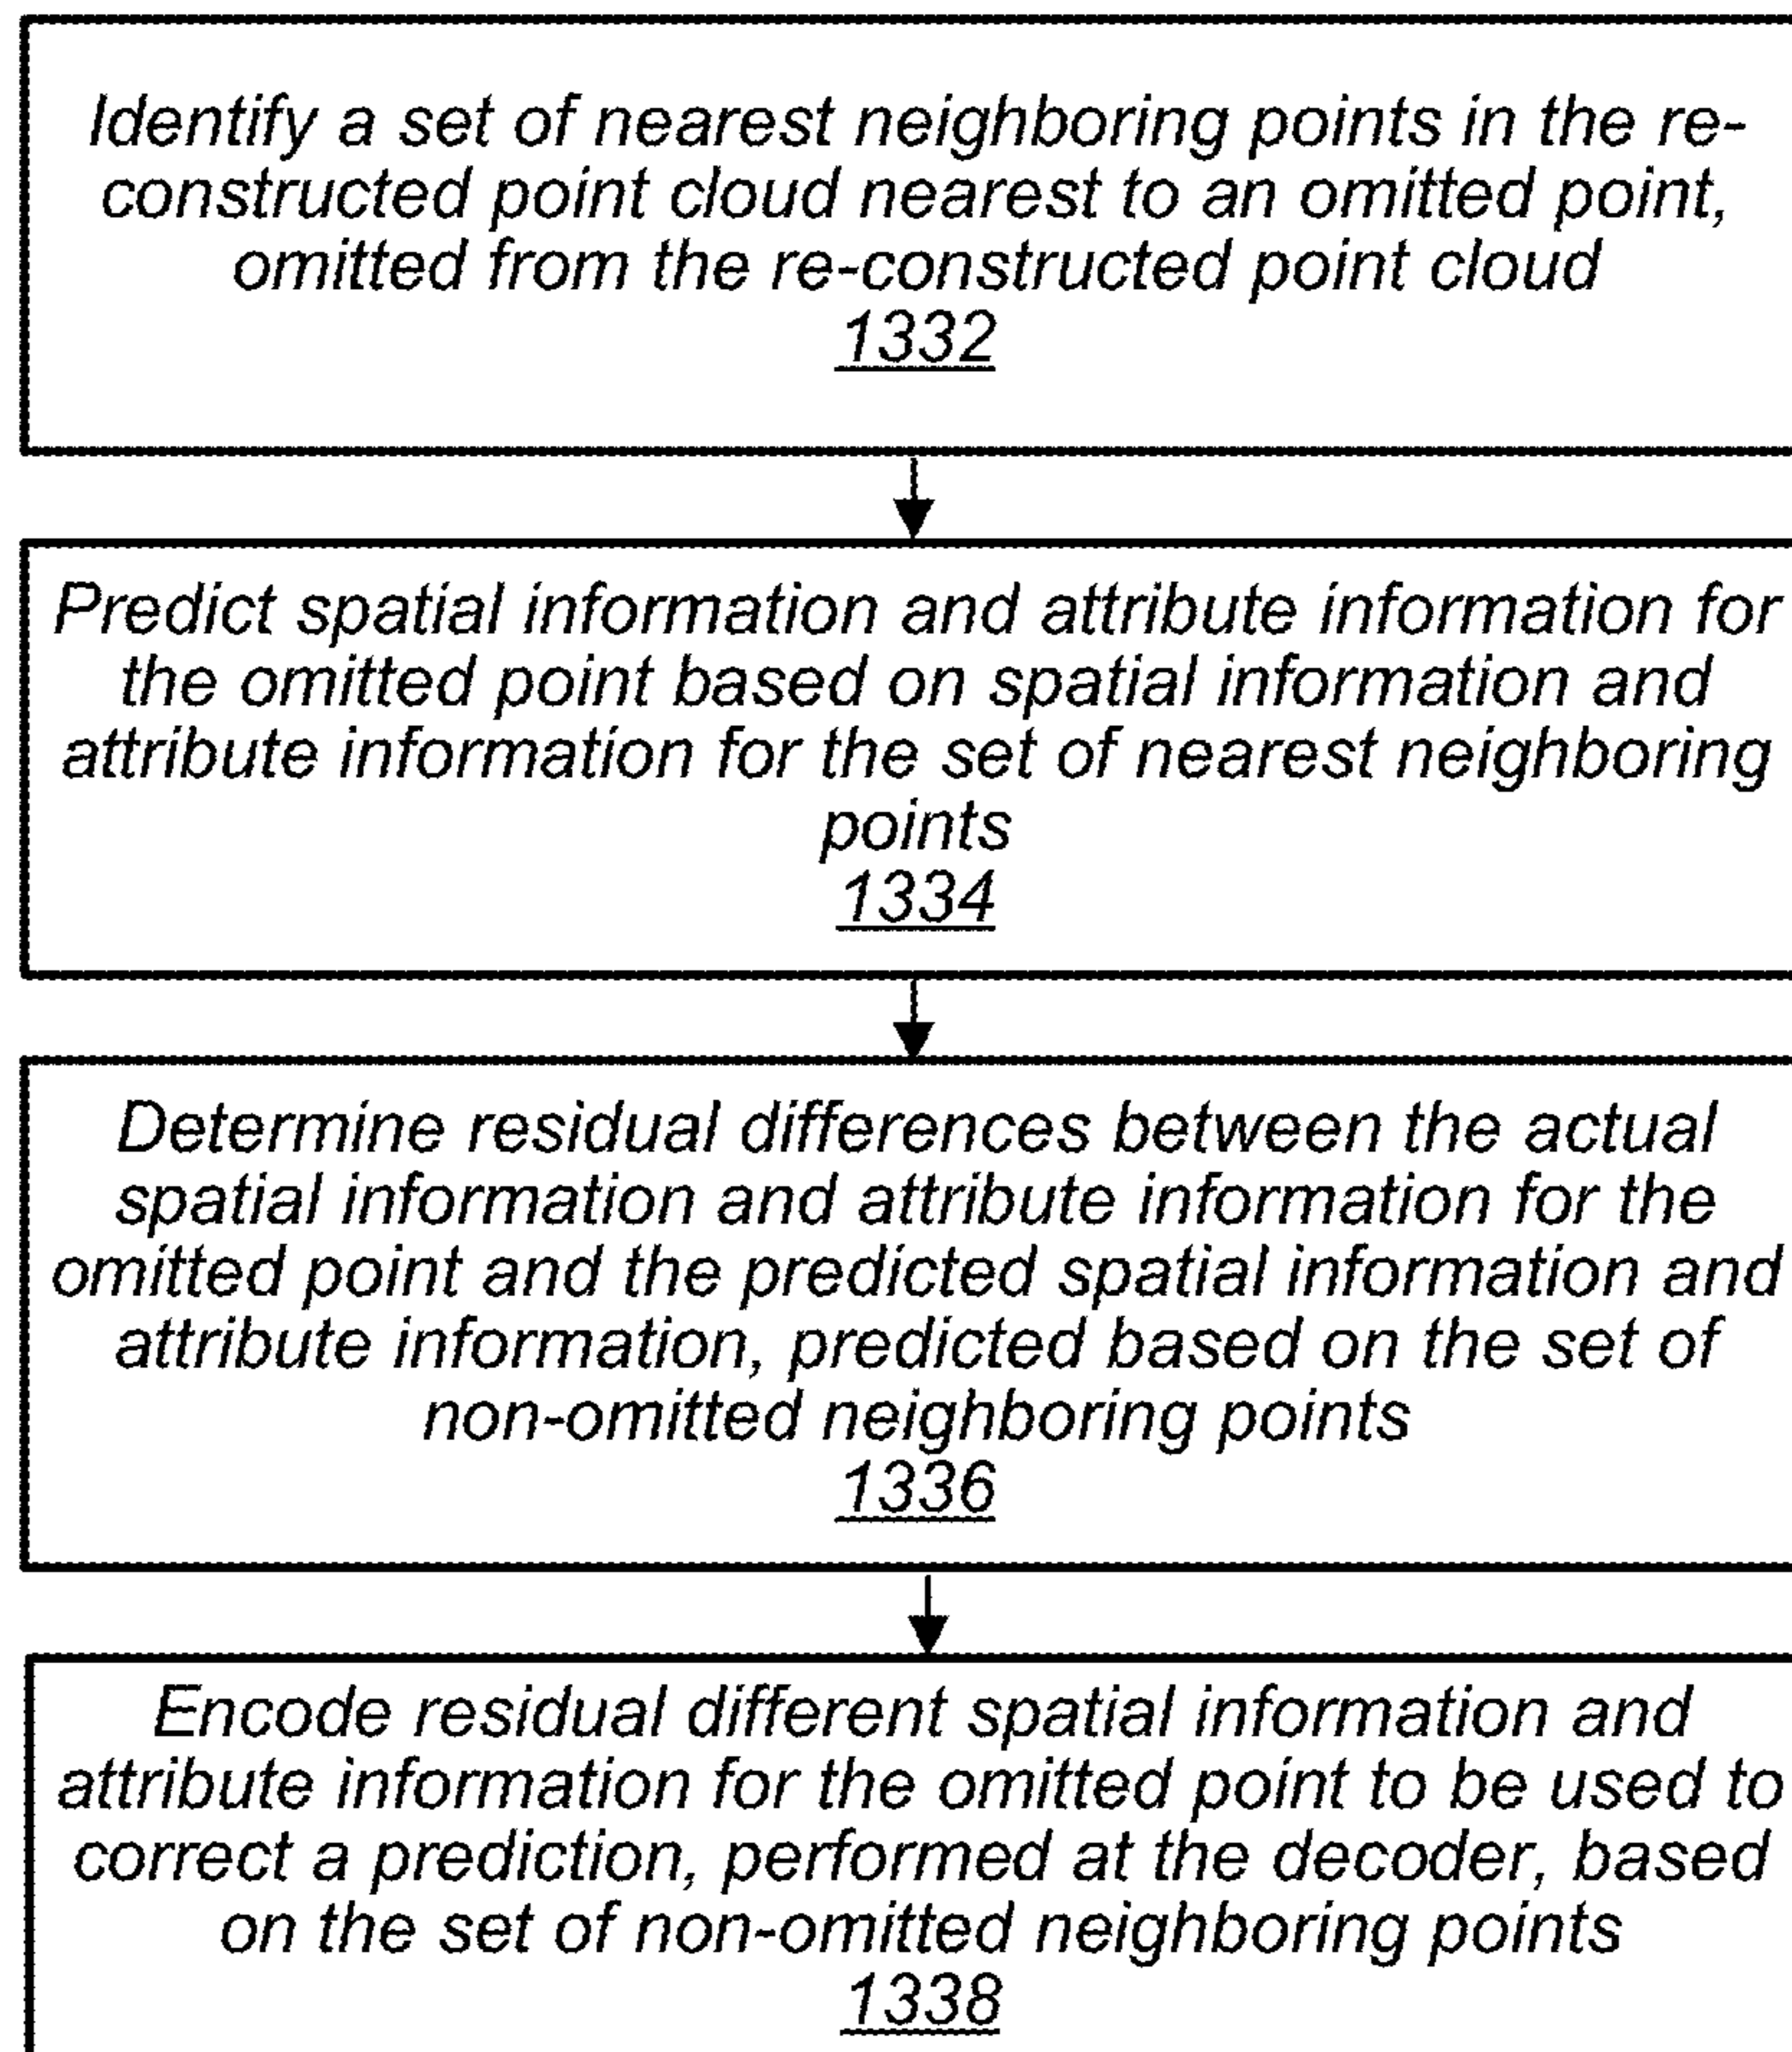 Identify a set of nearest neighboring points in the re-
constructed point cloud nearest to an omitted point,
omitted from the re-constructed point cloud
1332
Predict spatial information and attribute information for
the omitted point based on spatial information and
attribute information for the set of nearest neighboring
points
1334
Determine residual differences between the actual
spatial information and attribute information for the
omitted point and the predicted spatial information and
attribute information, predicted based on the set of
non-omitted neighboring points
1336
Encode residual different spatial information and
attribute information for the omitted point to be used to
correct a prediction, performed at the decoder, based
on the set of non-omitted neighboring points
1338